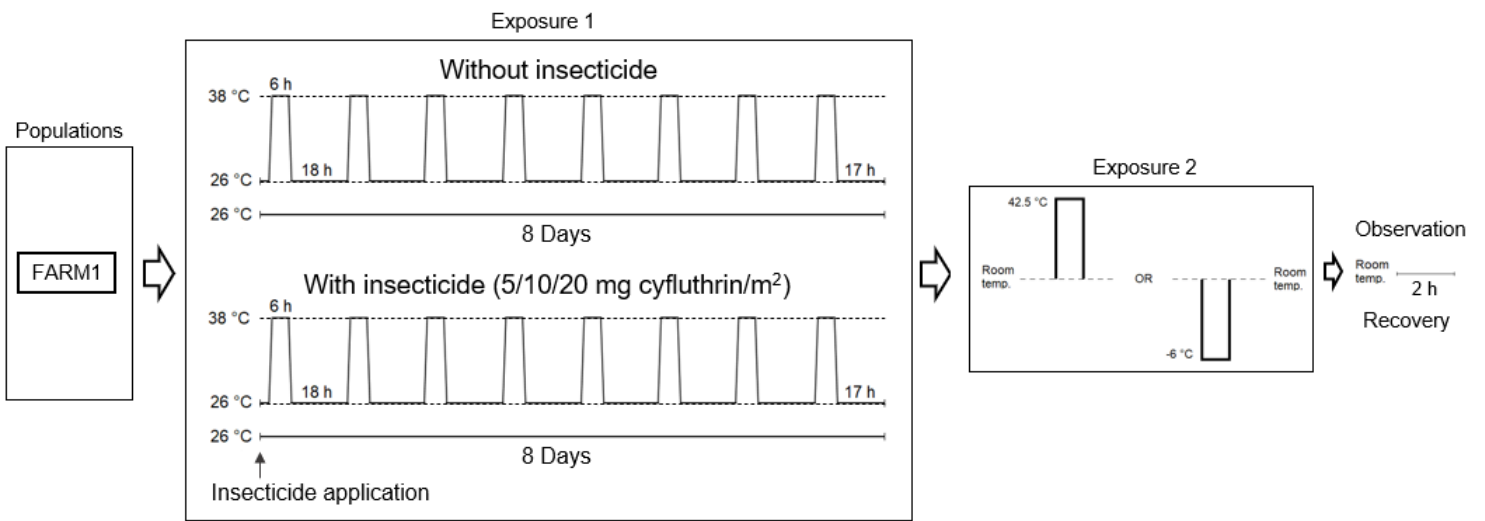 Exposure 1
Without insecticide
6 h
38 °C
18 h
17 h
26 °C
26 °C
8 Days
Populations
FARM1
With insecticide (5/10/20 mg cyfluthrin/m²)
6 h
38 °C
18 h
17 h
26 °C
26 °C
8 Days
Insecticide application
Exposure 2
42.5 °C
Room
temp.
OR
Room
temp.
-6 °C
Observation
Room
temp.
2 h
Recovery